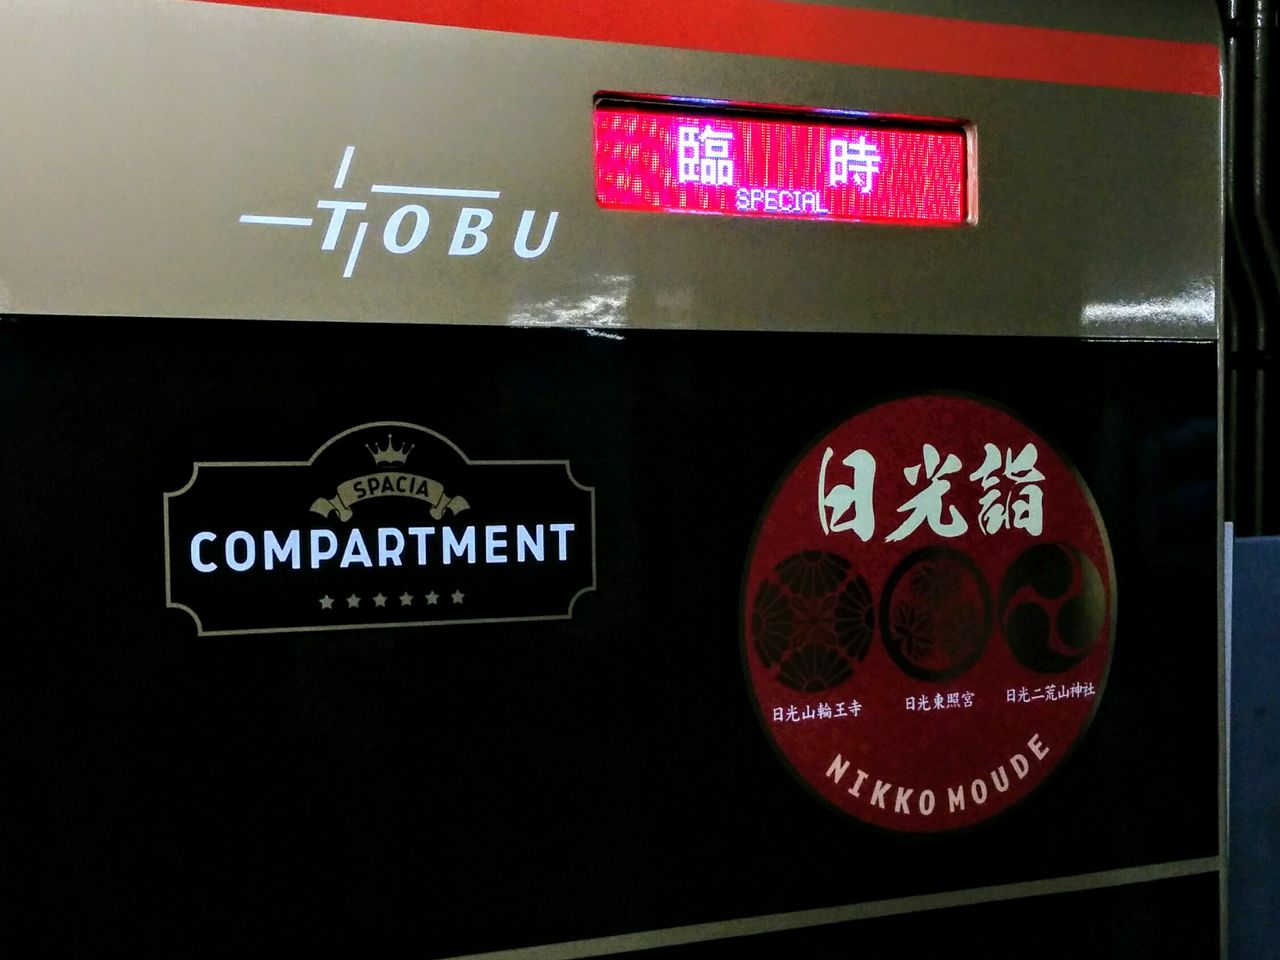 臨時
SPECIAL
TOBU
SPACIA
COMPARTMENT
日光詣
日光山輪王寺
日光東照宮
日光二荒山神社
NIKKO MOUDE